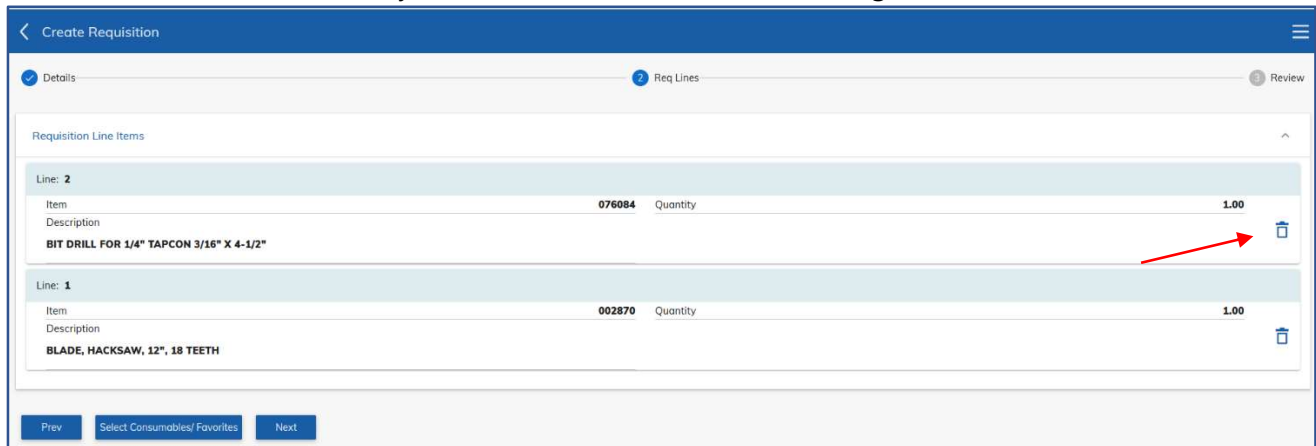 Create Requisition
Details 2 Req Lines 3 Review
Requisition Line Items
Line: 2
Item 076084 Quantity 1.00
Description
BIT DRILL FOR 1/4" TAPCON 3/16" X 4-1/2"
Line: 1
Item 002870 Quantity 1.00
Description
BLADE, HACKSAW, 12", 18 TEETH
Prev Select Consumables/ Favorites Next